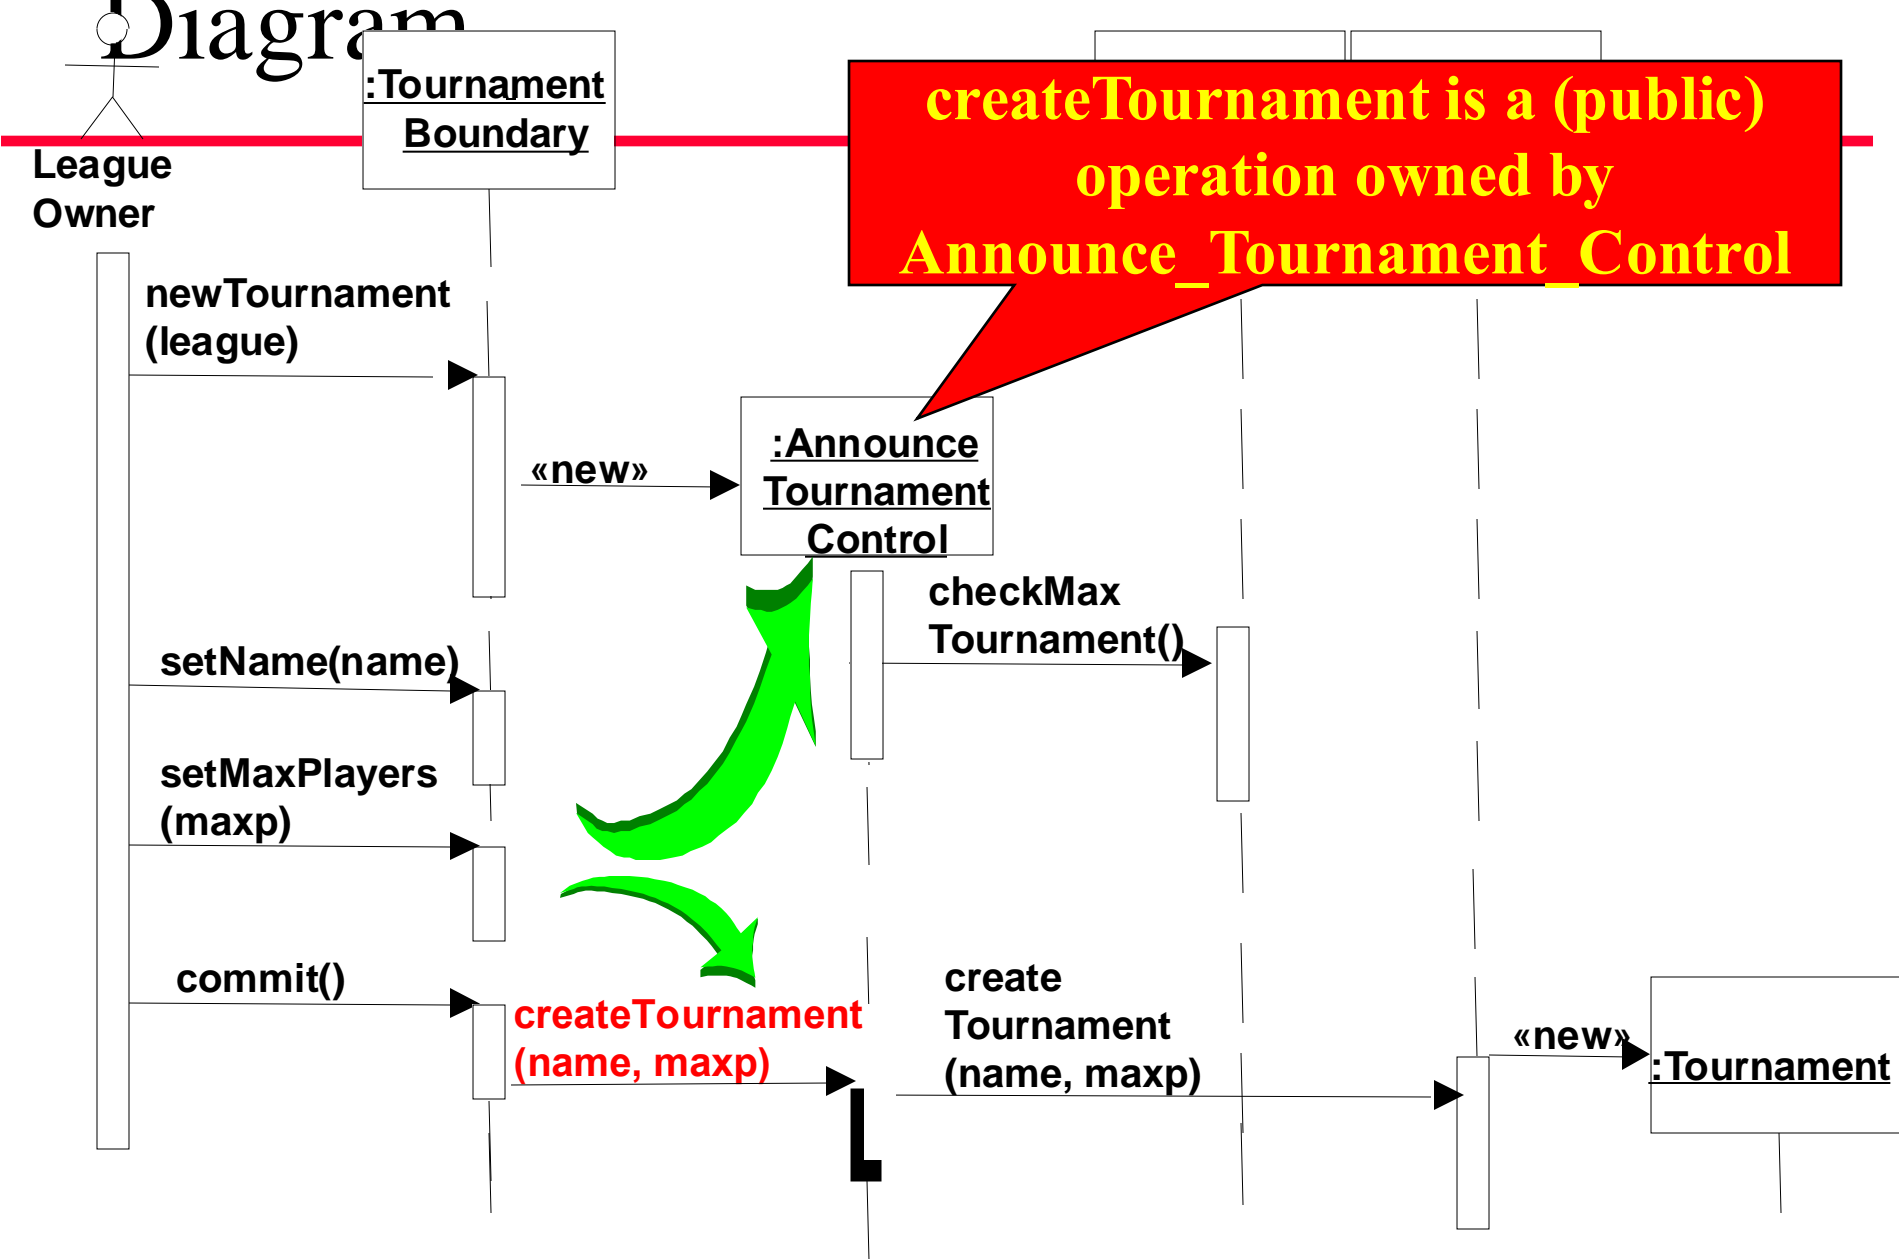 Diagram
:Tournament
Boundary
createTournament is a (public)
operation owned by
Announce_Tournament_Control
League
Owner
newTournament
(league)
«new»
:Announce
Tournament
Control
checkMax
Tournament()
setName(name)
setMaxPlayers
(maxp)
commit()
createTournament
(name, maxp)
create
Tournament
(name, maxp)
«new»
:Tournament